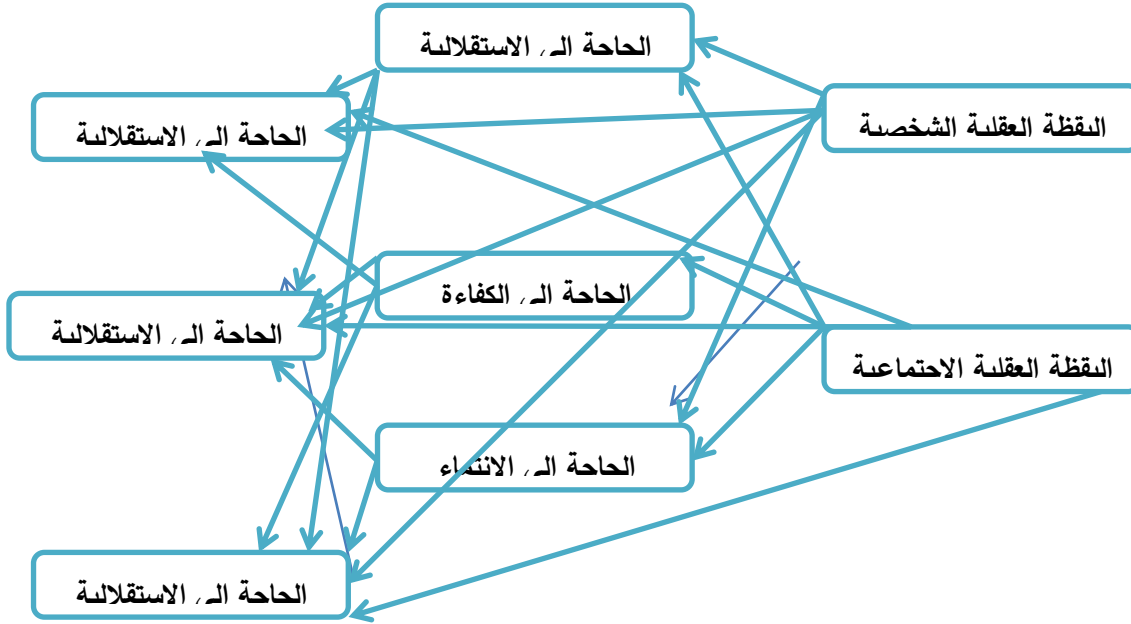 الحاجة الى الاستقلالية
اليقظة العقلية الشخصية
الحاجة الى الاستقلالية
الحاجة الى الكفاءة
الحاجة الى الاستقلالية
اليقظة العقلية الاجتماعية
الحاجة الى الانتماء
الحاجة الى الاستقلالية